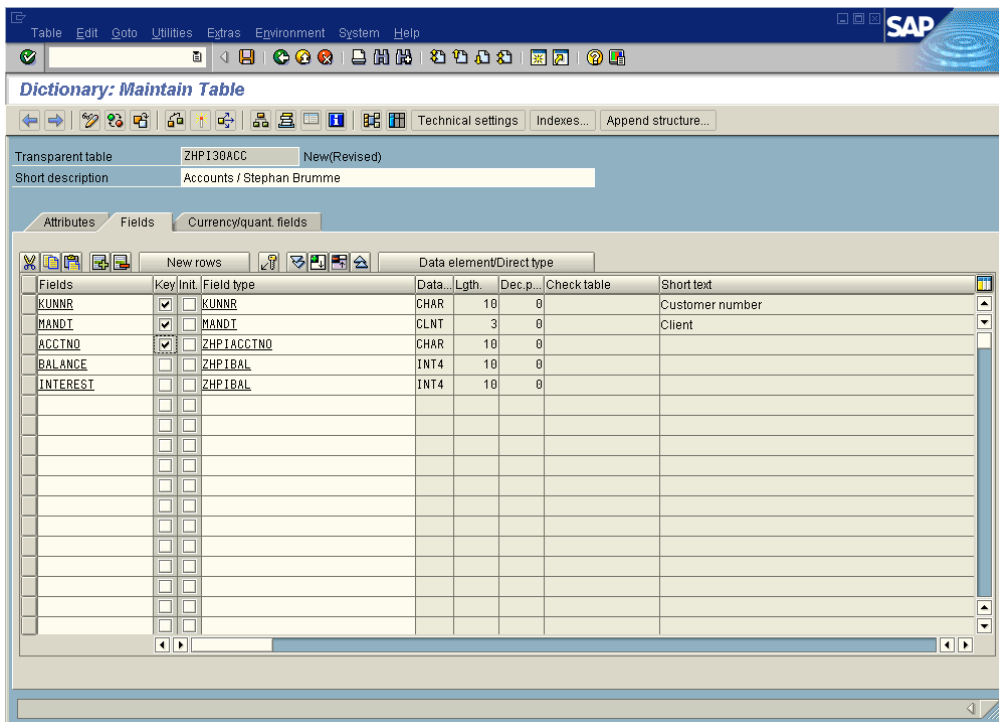 Table Edit Goto Utilities Extras Environment System Help
SAP
Dictionary: Maintain Table
Technical settings Indexes... Append structure...
Transparent table ZHPI30ACC New(Revised)
Short description Accounts / Stephan Brumme
Attributes Fields Currency/quant. fields
New rows Data element/Direct type
Fields Key Init. Field type Data... Lgth. Dec.p... Check table Short text
KUNNR KUNNR CHAR 10 0 Customer number
MANDT MANDT CLNT 3 0 Client
ACCTNO ZHPIACCTNO CHAR 10 0
BALANCE ZHPIBAL INT4 10 0
INTEREST ZHPIBAL INT4 10 0